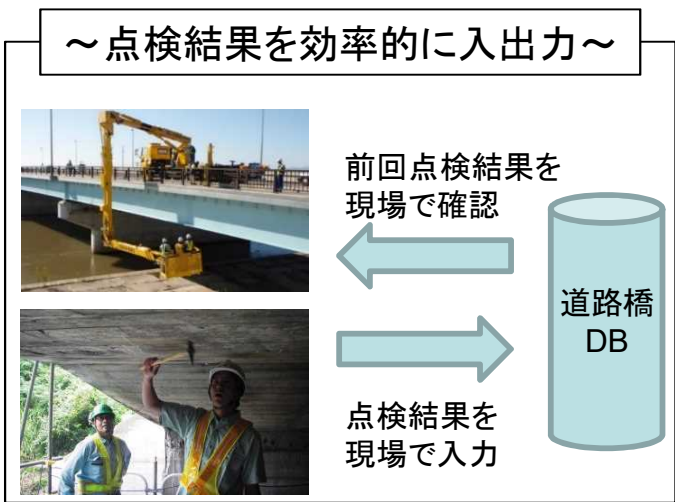 ～点検結果を効率的に入出力～
前回点検結果を
現場で確認
道路橋
DB
点検結果を
現場で入力